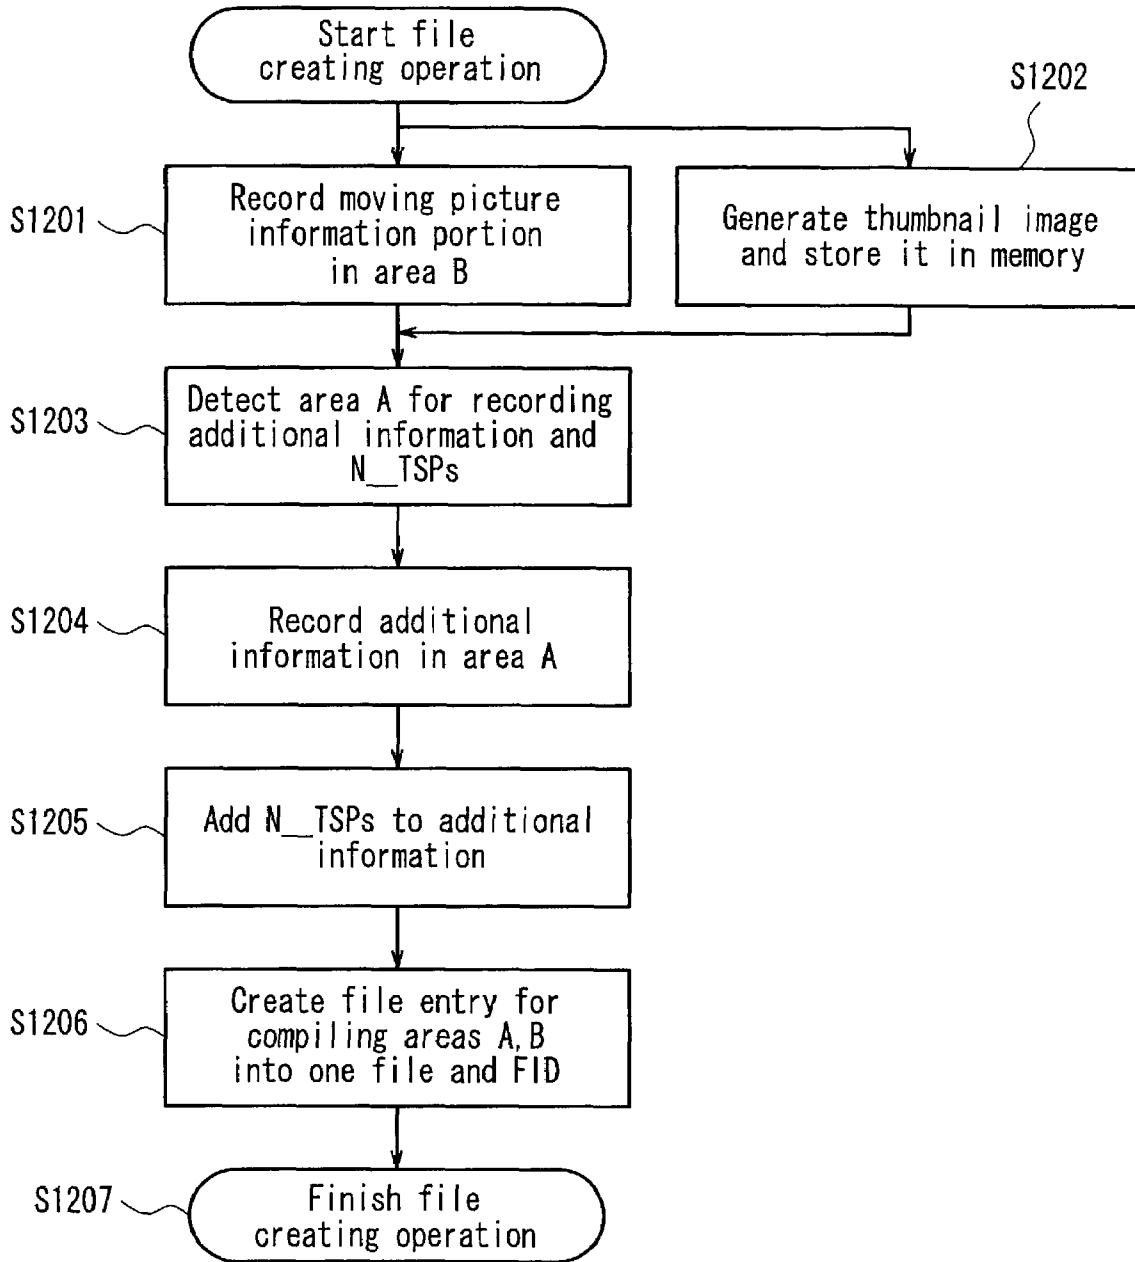 Start file
creating operation
S1202
S1201
Record moving picture
information portion
in area B
Generate thumbnail image
and store it in memory
S1203
Detect area A for recording
additional information and
N__TSPs
S1204
Record additional
information in area A
S1205
Add N__TSPs to additional
information
S1206
Create file entry for
compiling areas A,B
into one file and FID
S1207
Finish file
creating operation